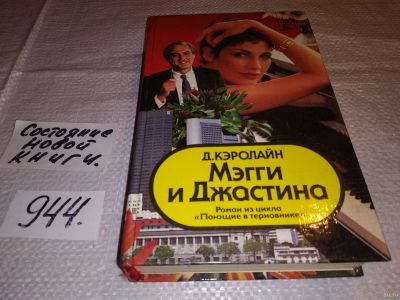 Состояние
новой
книги.
944.
Д.КЭРОЛАЙН
Мэгги
и Джастина
Роман из цикла
«Поющие в терновнике»